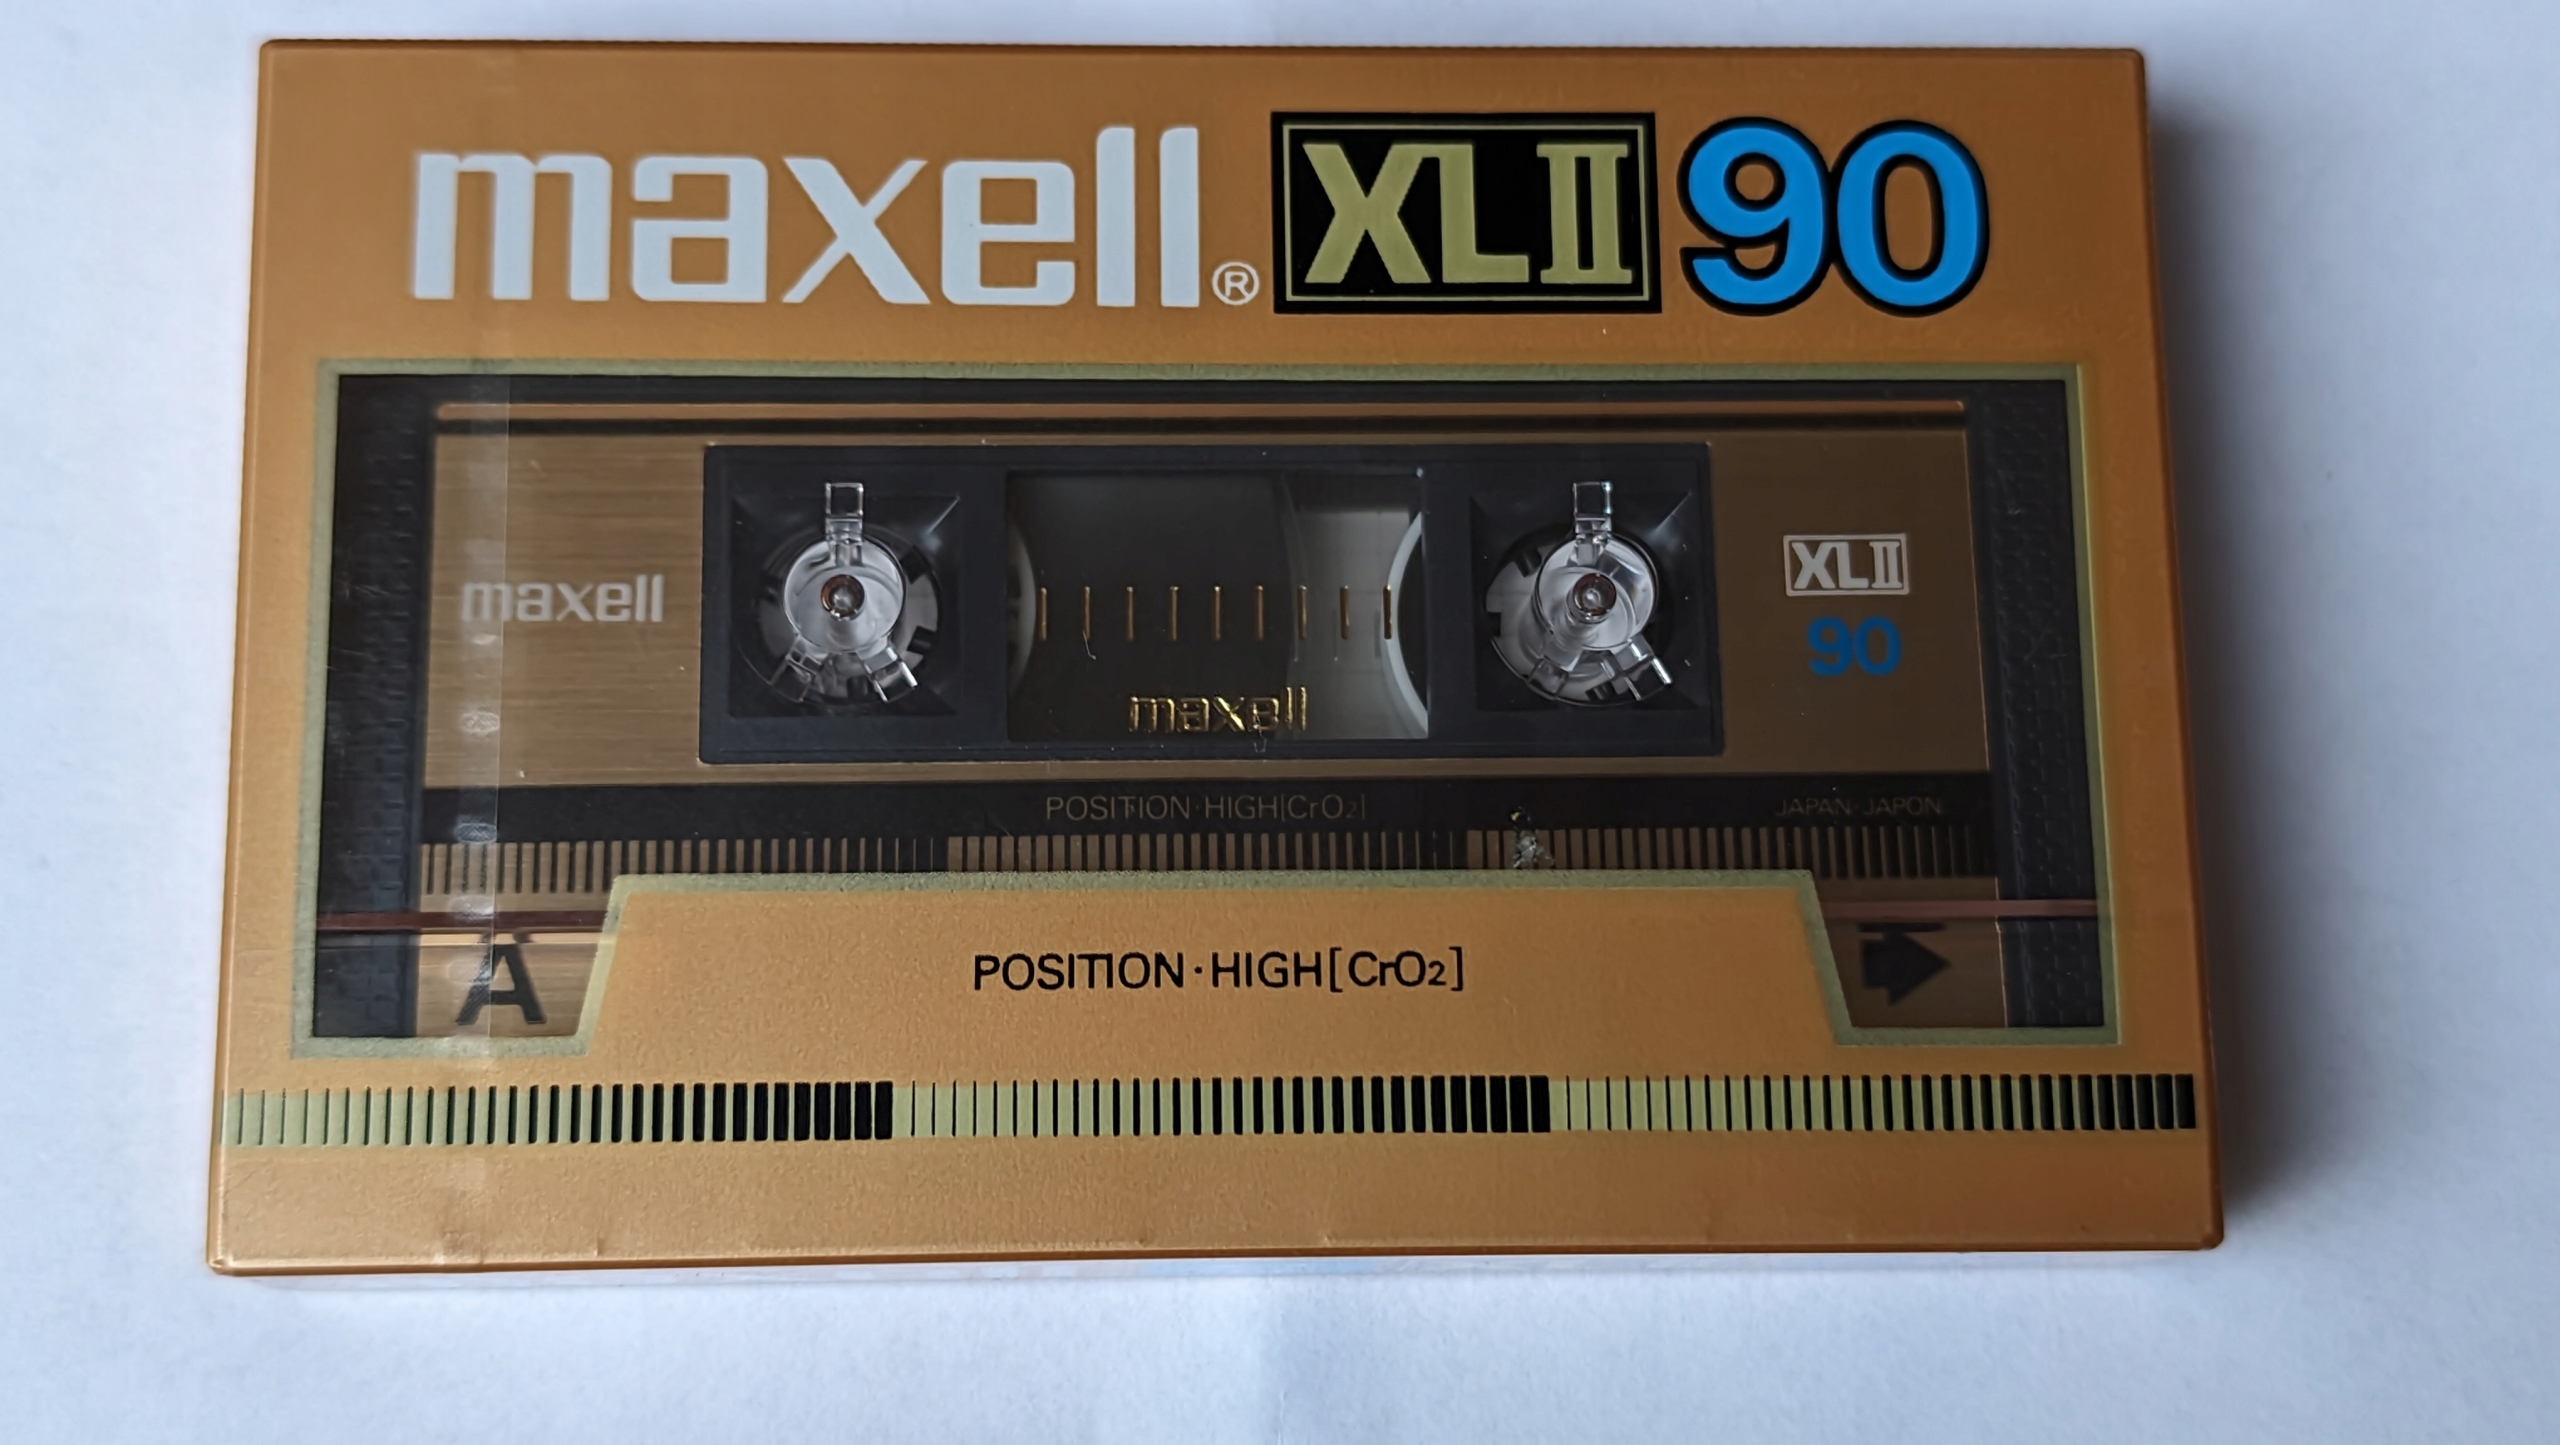 maxell® XLII 90
maxell
XLII
90
maxell
POSITION·HIGH[CrO₂]
JAPAN·JAPON
A
POSITION·HIGH[CrO₂]